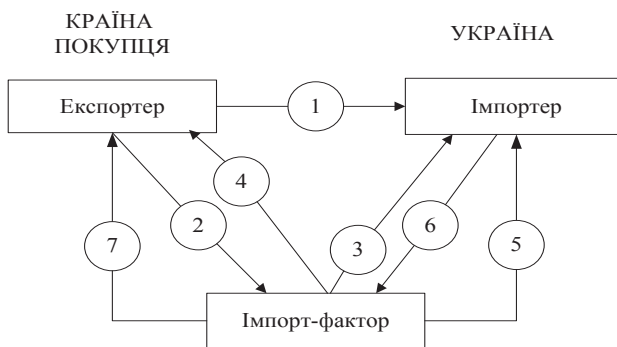 КРАЇНА
ПОКУПЦЯ
УКРАЇНА
Експортер
1
Імпортер
4
2
3
6
7
5
Імпорт-фактор